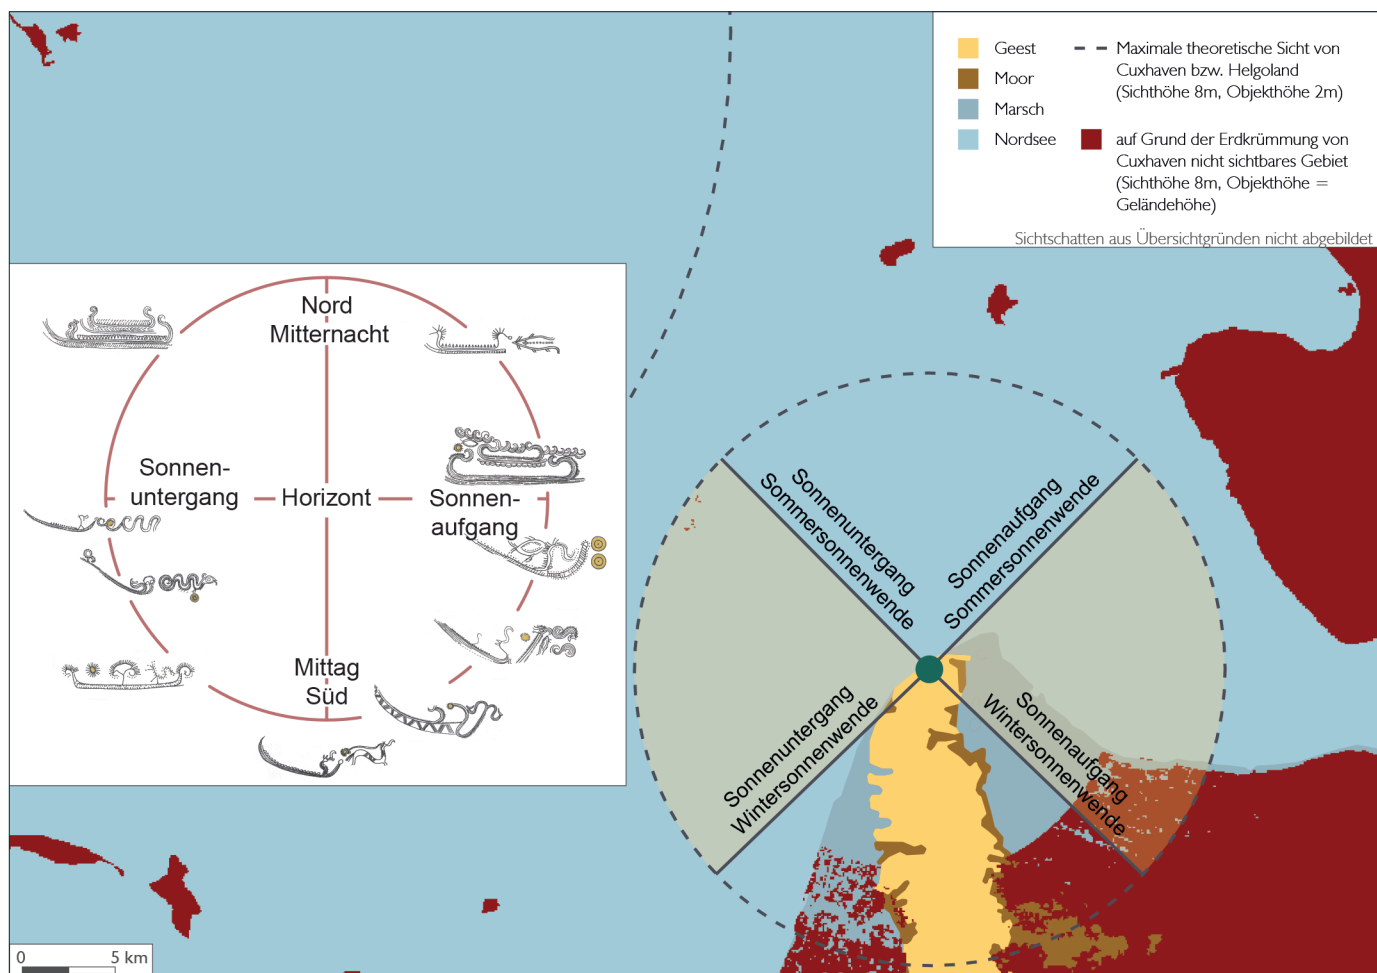 Geest
Moor
Marsch
Nordsee
Maximale theoretische Sicht von
Cuxhaven bzw. Helgoland
(Sichthöhe 8m, Objekthöhe 2m)
auf Grund der Erdkrümmung von
Cuxhaven nicht sichtbares Gebiet
(Sichthöhe 8m, Objekthöhe =
Geländehöhe)
Sichtschatten aus Übersichtgründen nicht abgebildet
Nord
Mitternacht
Sonnen-
untergang
Horizont
Sonnen-
aufgang
Mittag
Süd
Sonnenuntergang
Sommersonnenwende
Sonnenaufgang
Sommersonnenwende
Sonnenuntergang
Wintersonnenwende
Sonnenaufgang
Wintersonnenwende
0 5 km